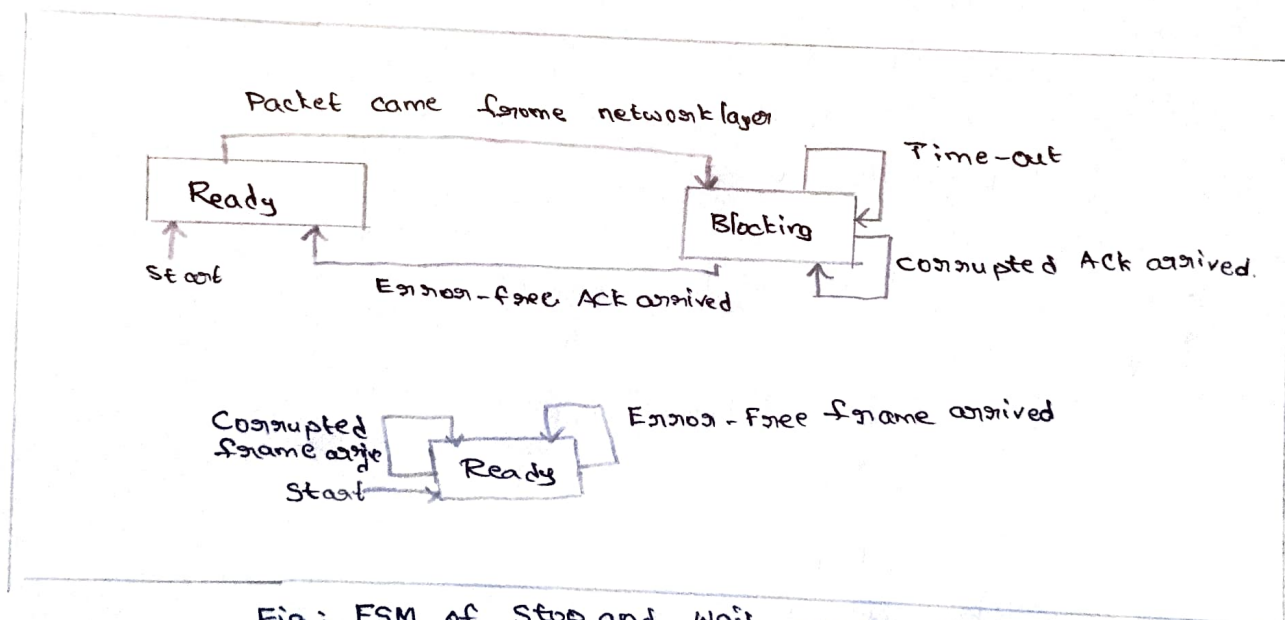 Packet came frome network layer
Time-out
Ready
Blocking
Start
Error-free ACK arrived
corrupted ACK arrived.
Corrupted
frame arrive
Error-Free frame arrived
Ready
Start
Fig: FSM of Stop and Wait